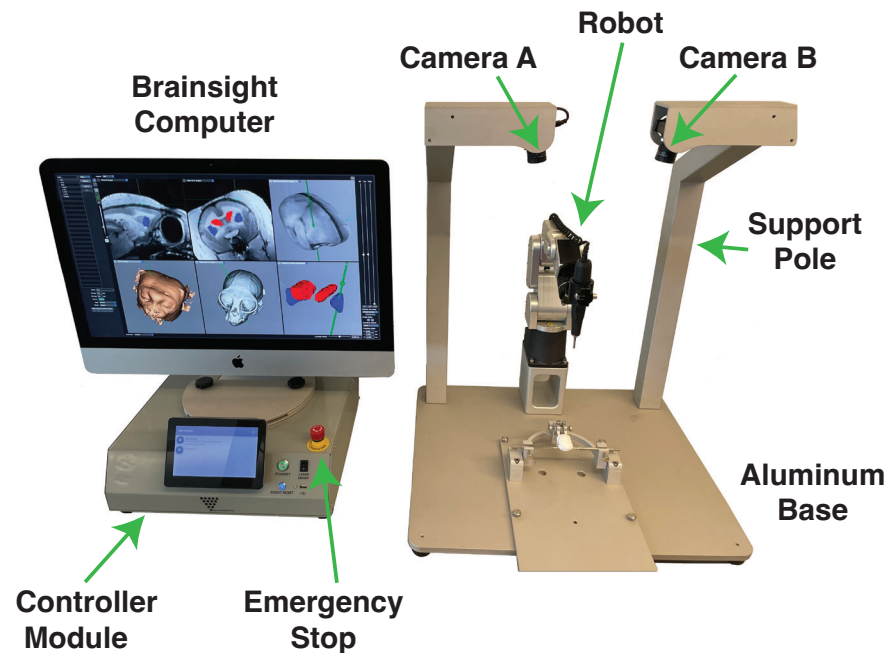 Robot
Camera A
Camera B
Brainsight
Computer
Support
Pole
Aluminum
Base
Controller
Module
Emergency
Stop